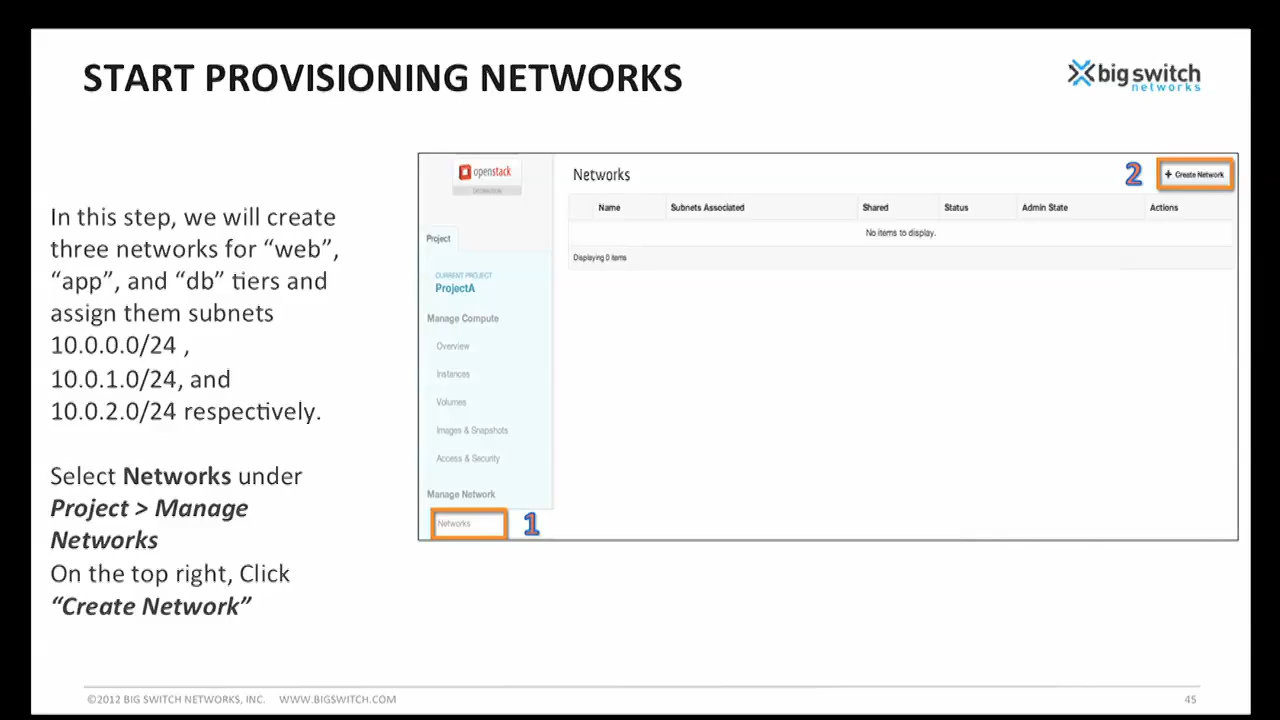 START PROVISIONING NETWORKS
big switch
networks
In this step, we will create
three networks for “web”,
“app”, and “db” tiers and
assign them subnets
10.0.0.0/24 ,
10.0.1.0/24, and
10.0.2.0/24 respectively.
Select Networks under
Project > Manage
Networks
On the top right, Click
“Create Network”
openstack
DASHBOARD
Project
CURRENT PROJECT
ProjectA
Manage Compute
Overview
Instances
Volumes
Images & Snapshots
Access & Security
Manage Network
Networks
1
Networks
2
+ Create Network
Name Subnets Associated Shared Status Admin State Actions
No items to display.
Displaying 0 items
©2012 BIG SWITCH NETWORKS, INC. WWW.BIGSWITCH.COM
45